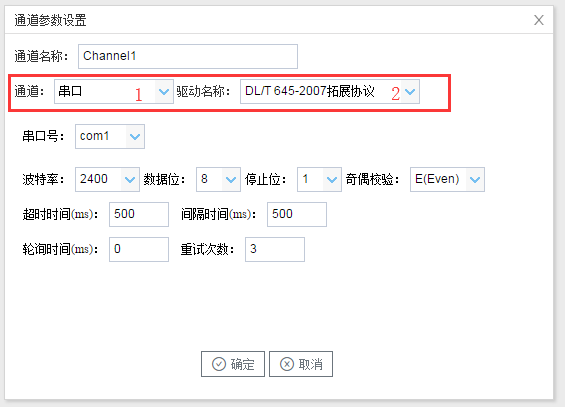 通道参数设置
通道名称： Channel1
通道： 串口 1 驱动名称： DL/T 645-2007拓展协议 2
串口号： com1
波特率： 2400 数据位： 8 停止位： 1 奇偶校验： E(Even)
超时时间(ms)： 500 间隔时间(ms)： 500
轮询时间(ms)： 0 重试次数： 3
确定 取消